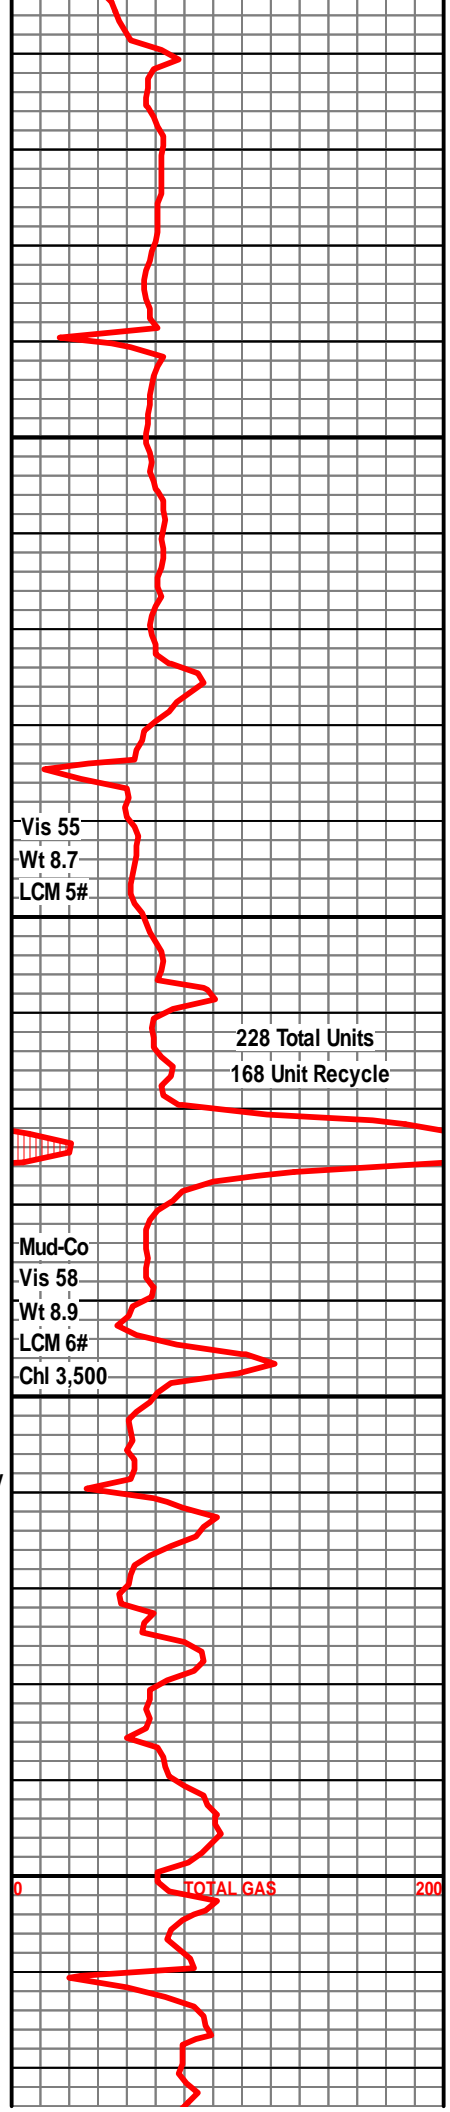 Vis 55
Wt 8.7
LCM 5#
228 Total Units
168 Unit Recycle
Mud-Co
Vis 58
Wt 8.9
LCM 6#
Chl 3,500
0 TOTAL GAS 200